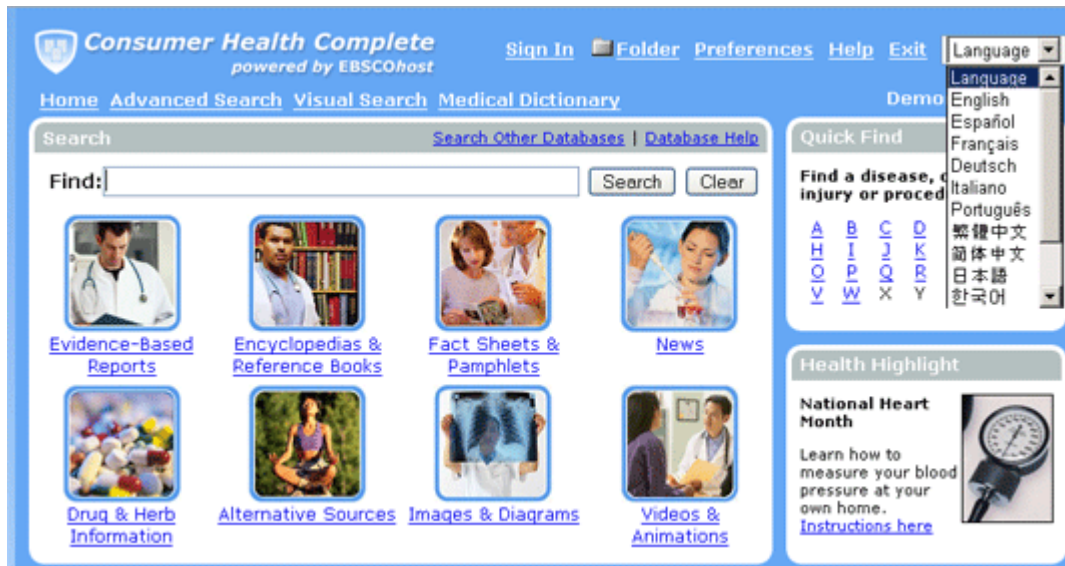 Consumer Health Complete
powered by EBSCOhost
Sign In Folder Preferences Help Exit Language
Home Advanced Search Visual Search Medical Dictionary
Demo
Language
English
Español
Français
Deutsch
Italiano
Português
繁體中文
简体中文
日本語
한국어
Search Search Other Databases | Database Help
Find: Search Clear
Evidence-Based
Reports
Encyclopedias &
Reference Books
Fact Sheets &
Pamphlets
News
Drug & Herb
Information
Alternative Sources
Images & Diagrams
Videos &
Animations
Quick Find
Find a disease,
injury or proced
A B C D
H I J K
O P Q R
V W X Y
Health Highlight
National Heart
Month
Learn how to
measure your blood
pressure at your
own home.
Instructions here